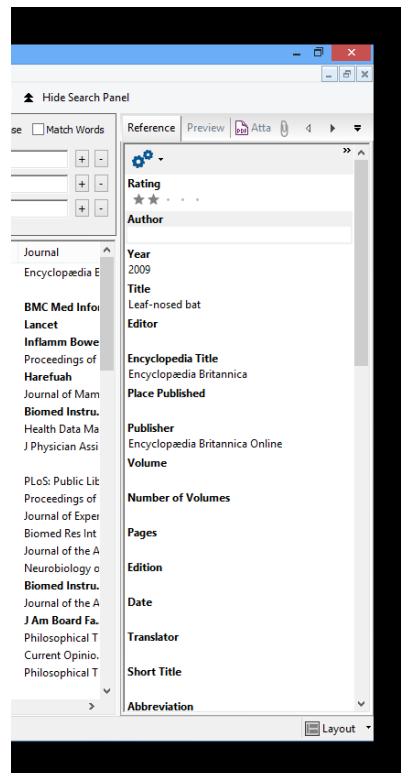 Hide Search Panel
se Match Words
Reference Preview PDF Atta
Rating
Author
Year
2009
Title
Leaf-nosed bat
Editor
Encyclopedia Title
Encyclopædia Britannica
Place Published
Publisher
Encyclopædia Britannica Online
Volume
Number of Volumes
Pages
Edition
Date
Translator
Short Title
Abbreviation
Journal
Encyclopædia B
BMC Med Infor
Lancet
Inflamm Bowe
Proceedings of
Harefuah
Journal of Mam
Biomed Instru..
Health Data Ma
J Physician Assi
PLoS: Public Lib
Proceedings of
Journal of Exper
Biomed Res Int
Journal of the A
Neurobiology o
Biomed Instru..
Journal of the A
J Am Board Fa..
Philosophical T
Current Opinio..
Philosophical T
Layout